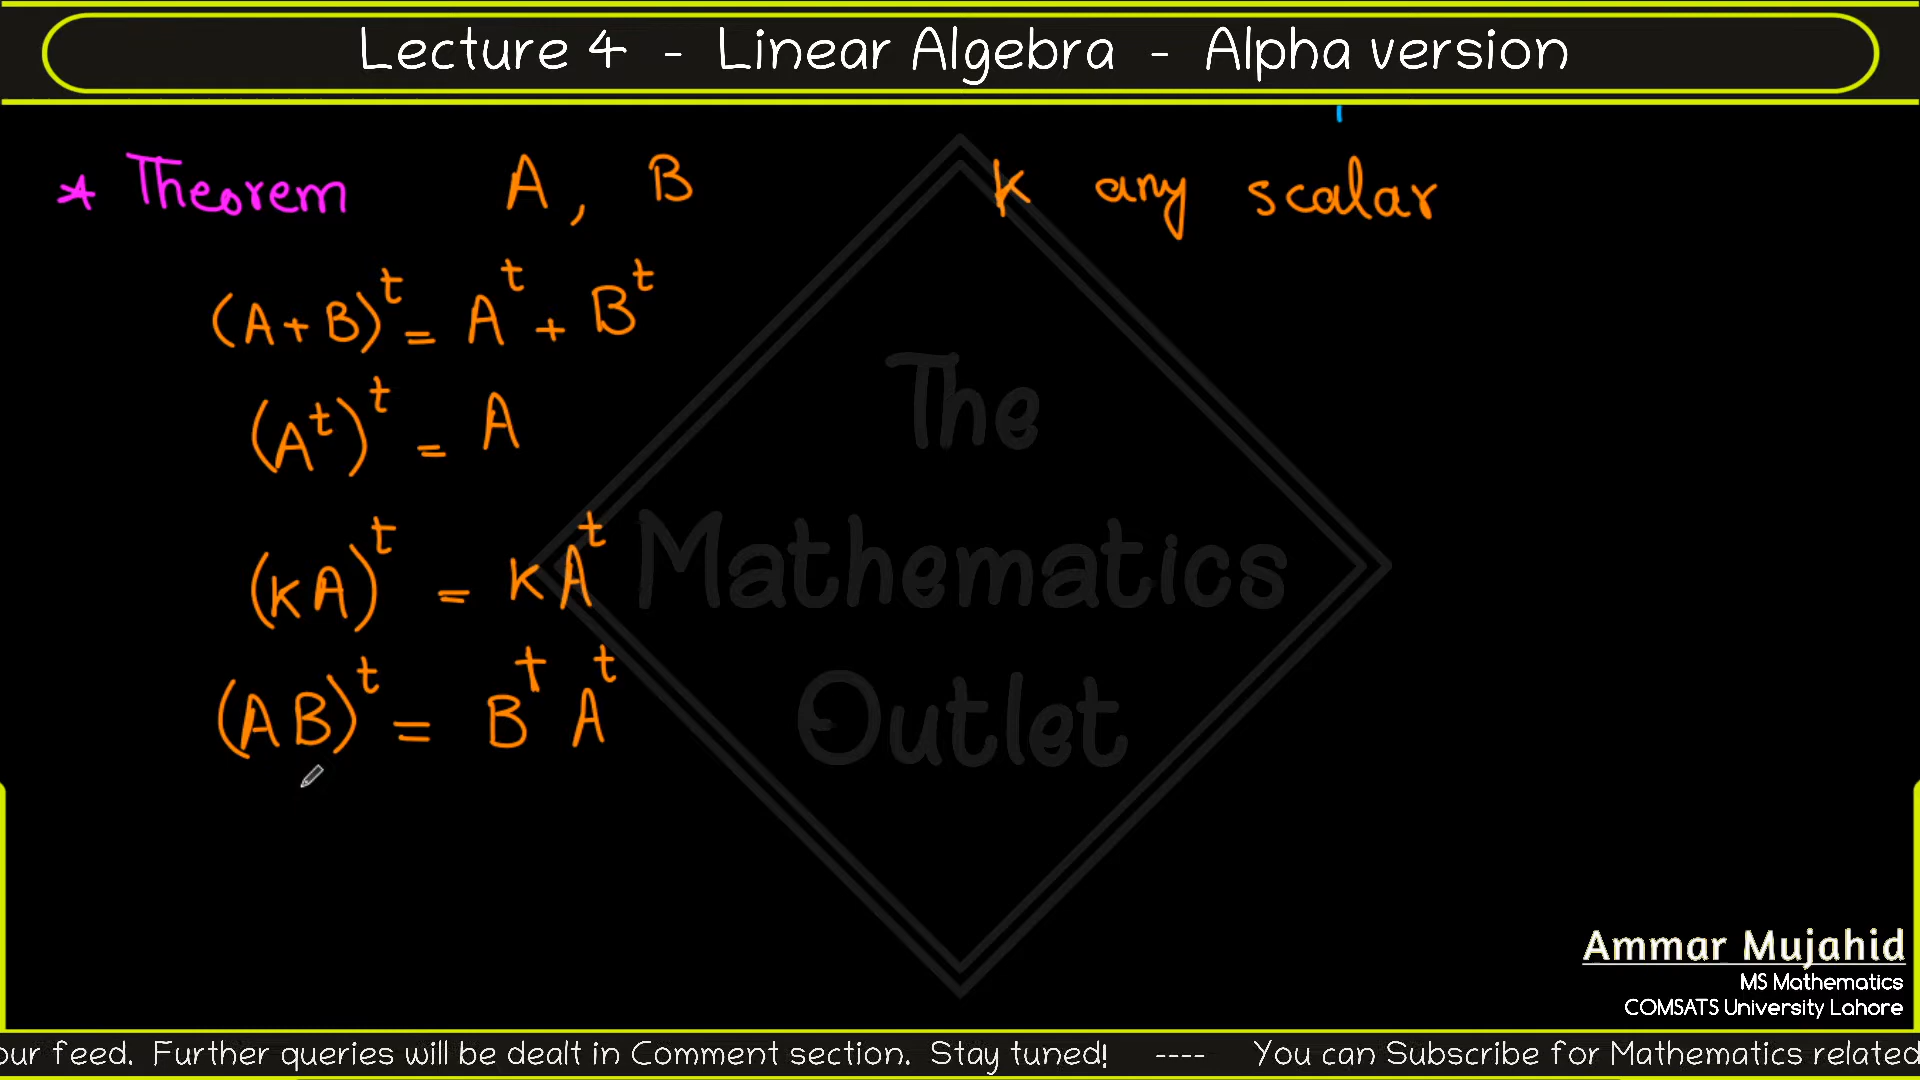 Lecture 4 - Linear Algebra - Alpha version
* Theorem A, B k any scalar
(A+B)^t = A^t + B^t
(A^t)^t = A
(kA)^t = kA^t
(AB)^t = B^t A^t
The
Mathematics
Outlet
Ammar Mujahid
MS Mathematics
COMSATS University Lahore
our feed. Further queries will be dealt in Comment section. Stay tuned! ---- You can Subscribe for Mathematics related